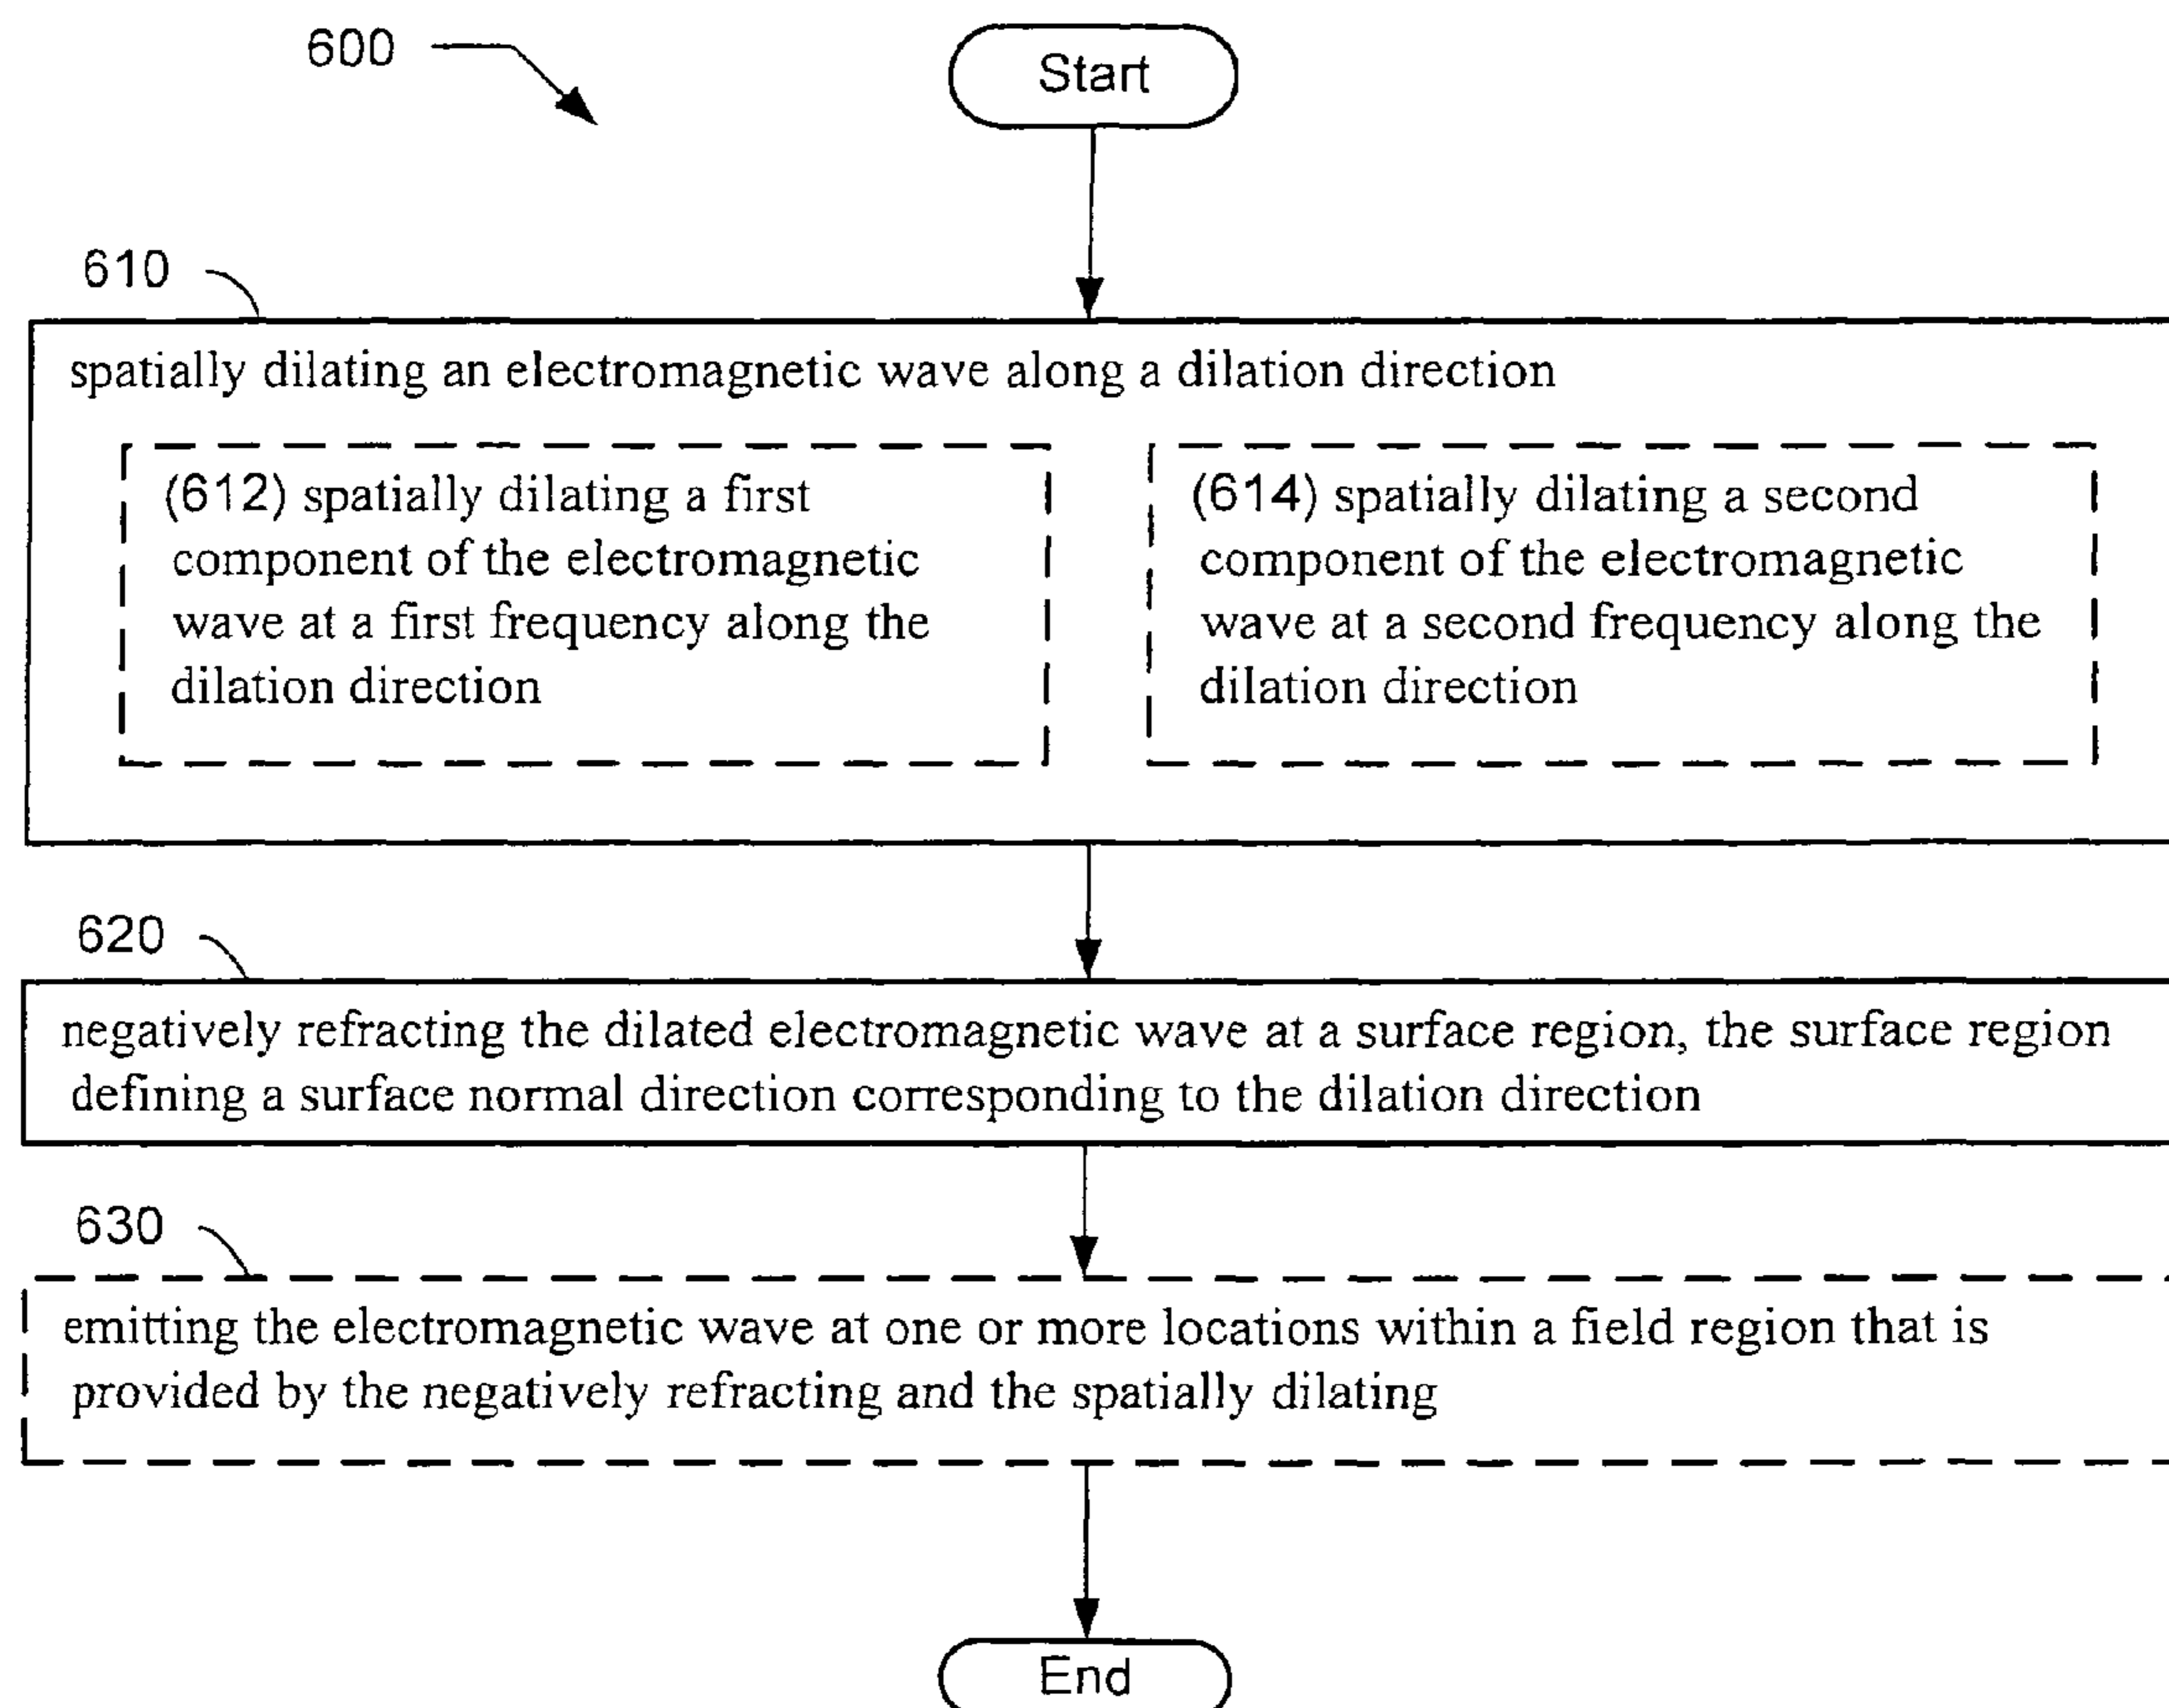 600
Start
610
spatially dilating an electromagnetic wave along a dilation direction
(612) spatially dilating a first
component of the electromagnetic
wave at a first frequency along the
dilation direction
(614) spatially dilating a second
component of the electromagnetic
wave at a second frequency along the
dilation direction
620
negatively refracting the dilated electromagnetic wave at a surface region, the surface region
defining a surface normal direction corresponding to the dilation direction
630
emitting the electromagnetic wave at one or more locations within a field region that is
provided by the negatively refracting and the spatially dilating
End